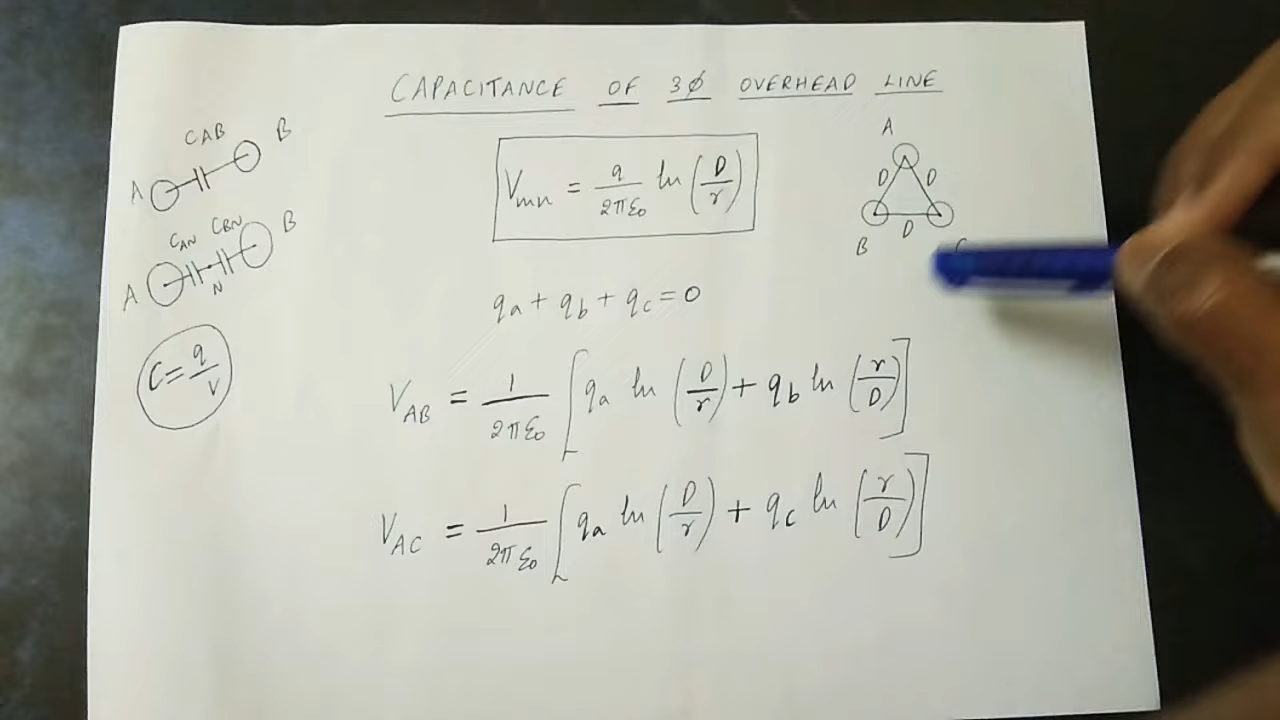 CAPACITANCE OF 3Ø OVERHEAD LINE
CAB
A B
CAN CBN
A N B
C = q/V
Vmn = q/2πε0 ln (D/r)
A
D D
B D C
qa + qb + qc = 0
VAB = 1/2πε0 [qa ln (D/r) + qb ln (r/D)]
VAC = 1/2πε0 [qa ln (D/r) + qc ln (r/D)]